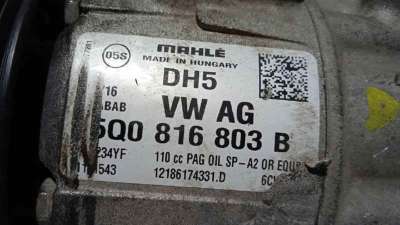 MAHLE
05S
MADE IN HUNGARY
DH5
16
VW AG
ABAB
5Q0 816 803 B
234YF
110 cc PAG OIL SP-A2 OR EQU
543
12186174331.D